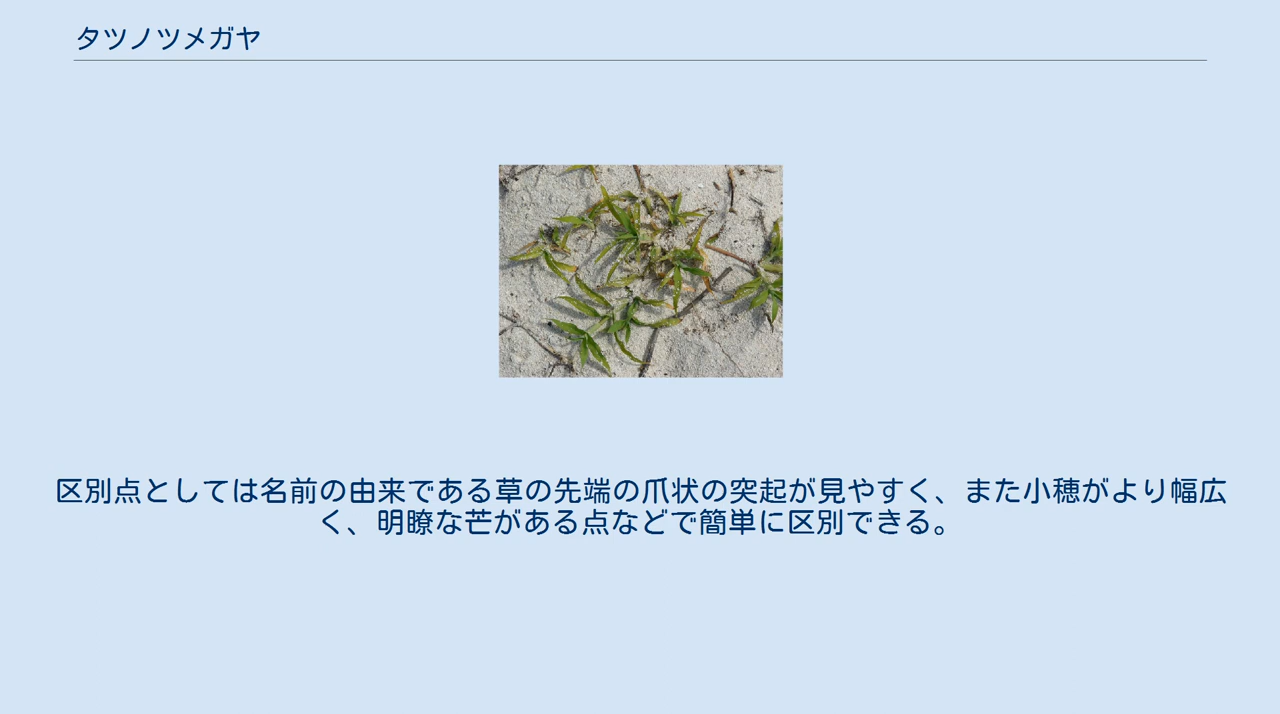 タツノツメガヤ
区別点としては名前の由来である草の先端の爪状の突起が見やすく、また小穂がより幅広
く、明瞭な芒がある点などで簡単に区別できる。